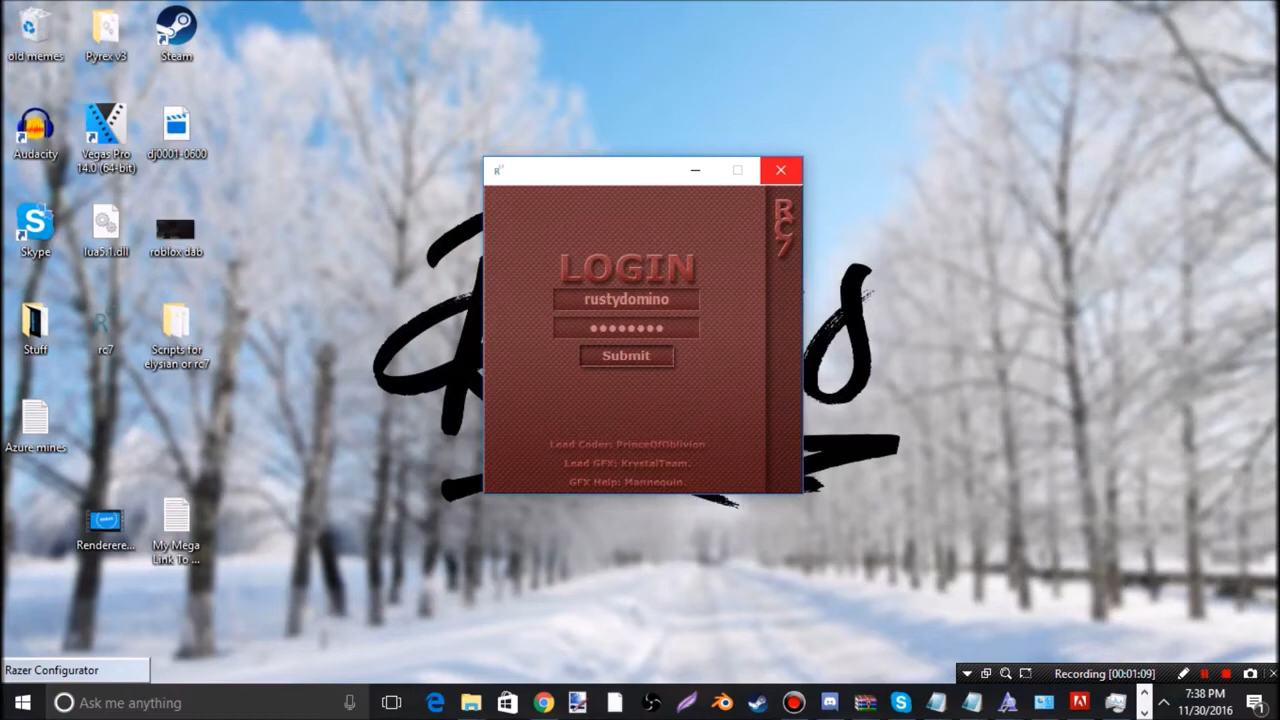 old memes
Pyrex v3
Steam
Audacity
Vegas Pro
14.0 (64-bit)
dj0001-0600
Skype
lua5.1.dll
roblox dab
Stuff
rc7
Scripts for
elysian or rc7
Azure mines
Renderere...
My Mega
Link To ...
RC7
LOGIN
rustydomino
Submit
Lead Coder: PrinceOfOblivion
Lead GFX: KrystalTeam.
GFX Help: Mannequin.
Razer Configurator
Recording [00:01:09]
Ask me anything
7:38 PM
11/30/2016